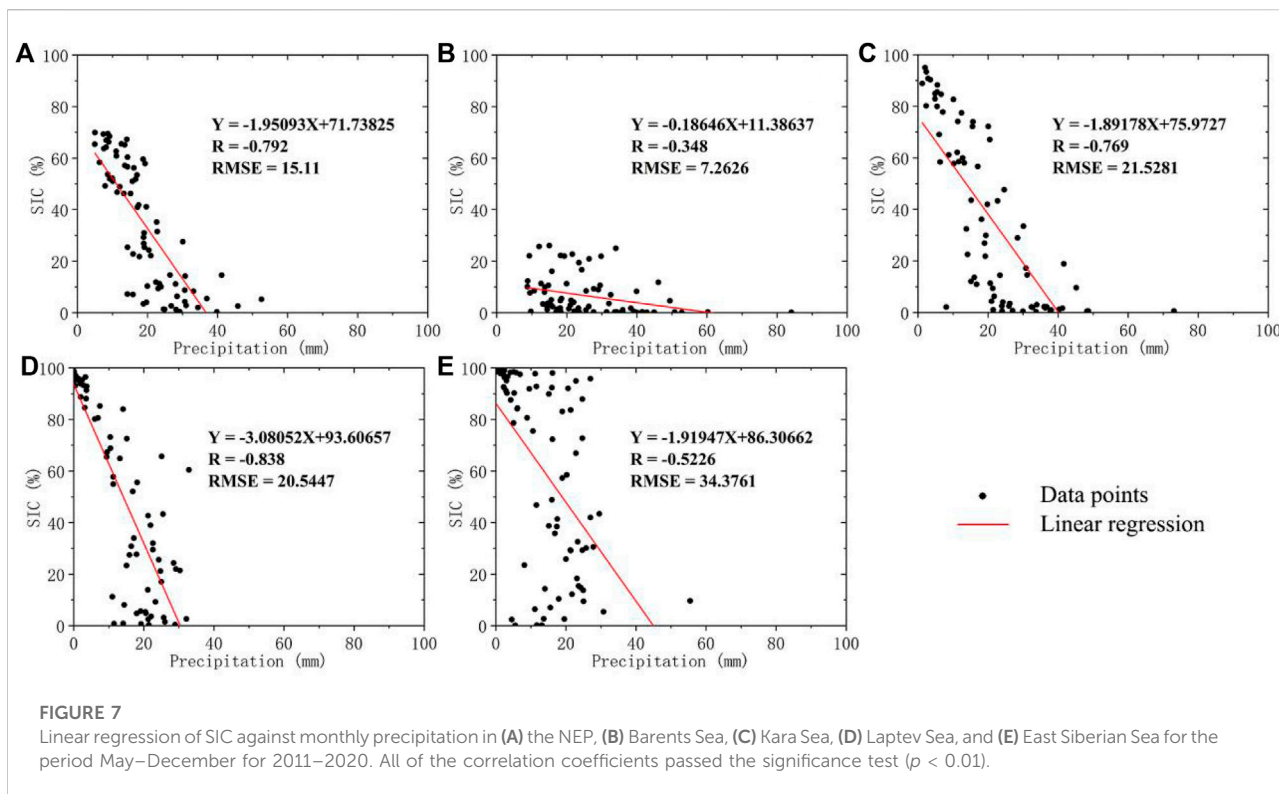 A
100
80
60
40
20
0
SIC (%)
Y = -1.95093X+71.73825
R = -0.792
RMSE = 15.11
0 20 40 60 80 100
Precipitation (mm)
B
100
80
60
40
20
0
SIC (%)
Y = -0.18646X+11.38637
R = -0.348
RMSE = 7.2626
0 20 40 60 80 100
Precipitation (mm)
C
100
80
60
40
20
0
SIC (%)
Y = -1.89178X+75.9727
R = -0.769
RMSE = 21.5281
0 20 40 60 80 100
Precipitation (mm)
D
100
80
60
40
20
0
SIC (%)
Y = -3.08052X+93.60657
R = -0.838
RMSE = 20.5447
0 20 40 60 80 100
Precipitation (mm)
E
100
80
60
40
20
0
SIC (%)
Y = -1.91947X+86.30662
R = -0.5226
RMSE = 34.3761
0 20 40 60 80 100
Precipitation (mm)
Data points
Linear regression
FIGURE 7
Linear regression of SIC against monthly precipitation in (A) the NEP, (B) Barents Sea, (C) Kara Sea, (D) Laptev Sea, and (E) East Siberian Sea for the
period May–December for 2011–2020. All of the correlation coefficients passed the significance test (p < 0.01).